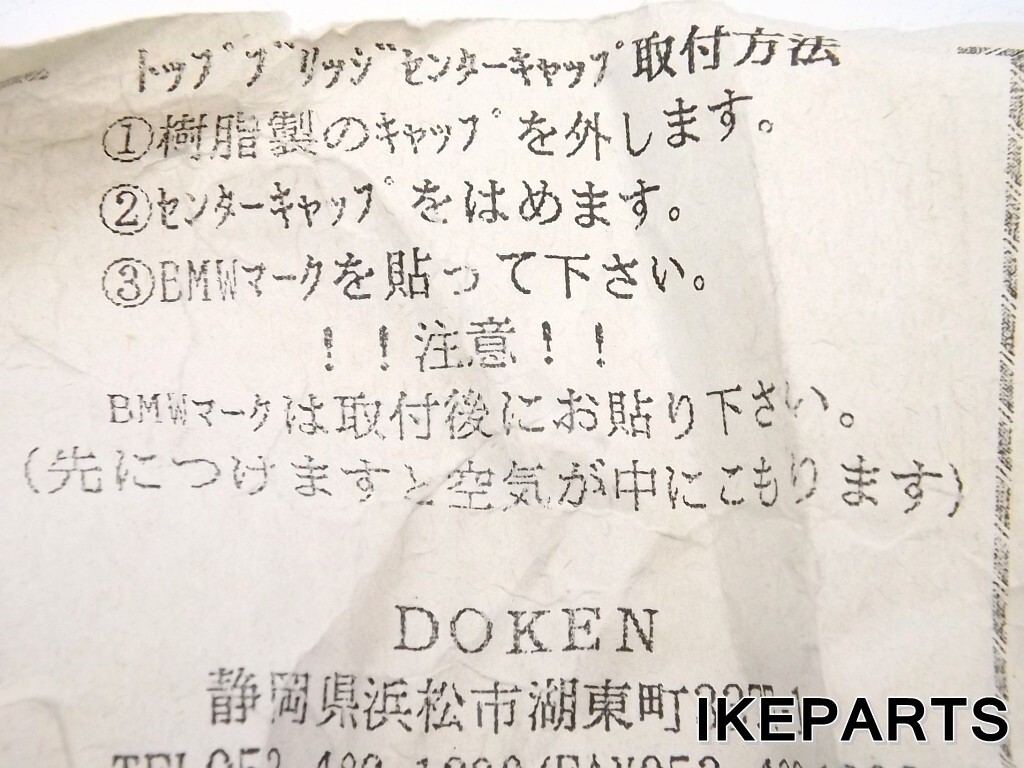 ﾄｯﾌﾟﾌﾞﾘｯｼﾞｾﾝﾀｰｷｬｯﾌﾟ取付方法
①樹脂製のｷｬｯﾌﾟを外します。
②ｾﾝﾀｰｷｬｯﾌﾟをはめます。
③BMWﾏｰｸを貼って下さい。
！！注意！！
BMWﾏｰｸは取付後にお貼り下さい。
(先につけますと空気が中にこもります)
DOKEN
静岡県浜松市湖東町
IKEPARTS